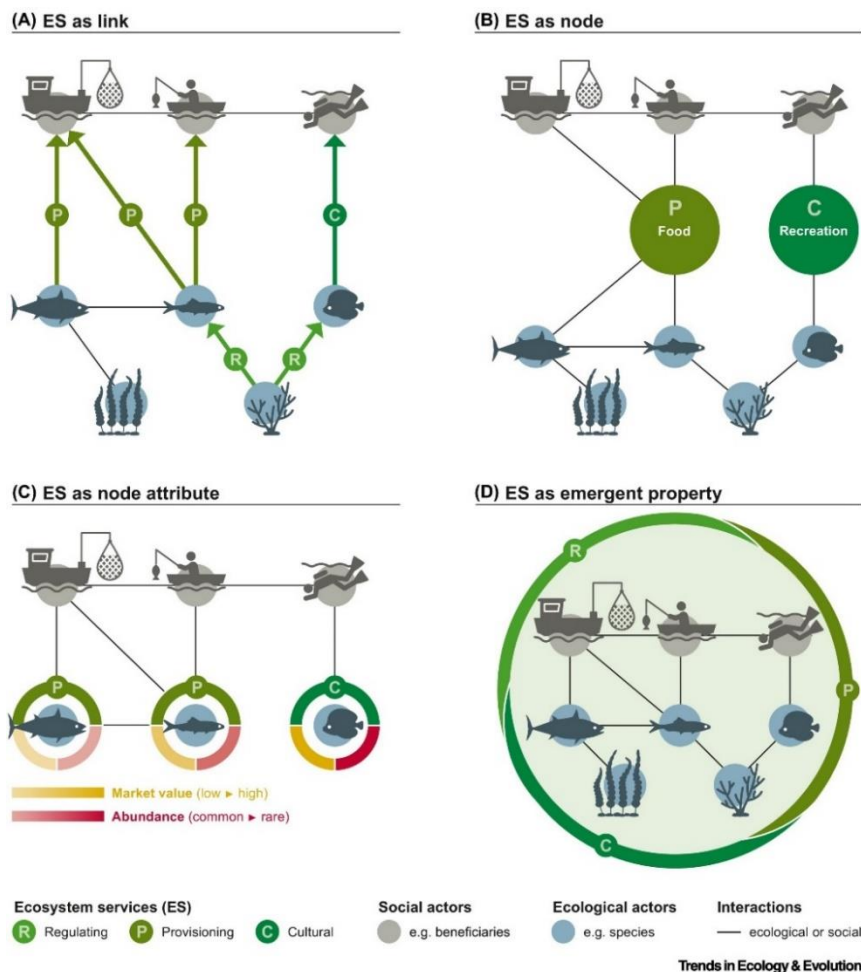 (A) ES as link
P
P
P
C
R
R
(B) ES as node
P
Food
C
Recreation
(C) ES as node attribute
P
P
C
Market value (low ▸ high)
Abundance (common ▸ rare)
(D) ES as emergent property
R
P
C
Ecosystem services (ES)
R Regulating
P Provisioning
C Cultural
Social actors
e.g. beneficiaries
Ecological actors
e.g. species
Interactions
ecological or social
Trends in Ecology & Evolution